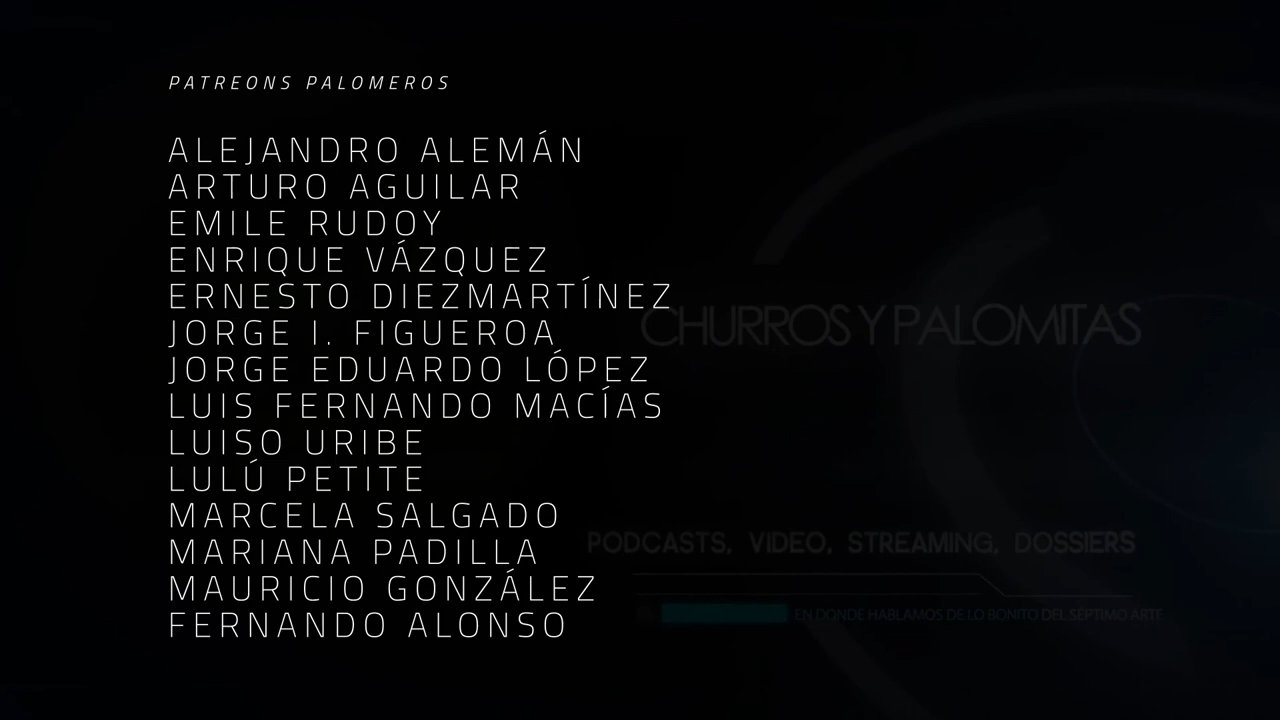 PATREONS PALOMEROS
ALEJANDRO ALEMÁN
ARTURO AGUILAR
EMILE RUDOY
ENRIQUE VÁZQUEZ
ERNESTO DIEZMARTÍNEZ
JORGE I. FIGUEROA
JORGE EDUARDO LÓPEZ
LUIS FERNANDO MACÍAS
LUISO URIBE
LULÚ PETITE
MARCELA SALGADO
MARIANA PADILLA
MAURICIO GONZÁLEZ
FERNANDO ALONSO
CHURROS Y PALOMITAS
PODCASTS, VIDEO, STREAMING, DOSSIERS
EN DONDE HABLAMOS DE LO BONITO DEL SÉPTIMO ARTE